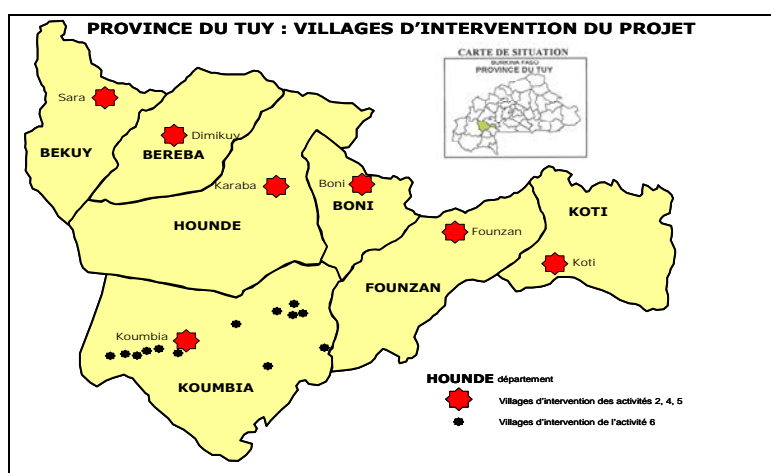 PROVINCE DU TUY : VILLAGES D'INTERVENTION DU PROJET
CARTE DE SITUATION
BURKINA FASO
PROVINCE DU TUY
Sara
Dimikuy
BEKUY
BEREBA
Karaba
Boni
BONI
KOTI
HOUNDE
Founzan
Koti
FOUNZAN
Koumbia
KOUMBIA
HOUNDE département
Villages d'intervention des activités 2, 4, 5
Villages d'intervention de l'activité 6